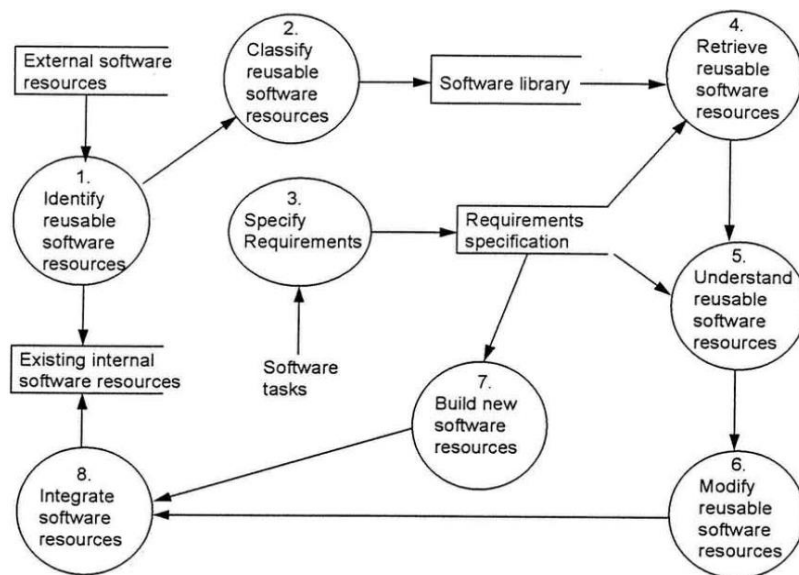 External software
resources
1.
Identify
reusable
software
resources
2.
Classify
reusable
software
resources
Software library
4.
Retrieve
reusable
software
resources
3.
Specify
Requirements
Requirements
specification
5.
Understand
reusable
software
resources
Existing internal
software resources
Software
tasks
7.
Build new
software
resources
8.
Integrate
software
resources
6.
Modify
reusable
software
resources